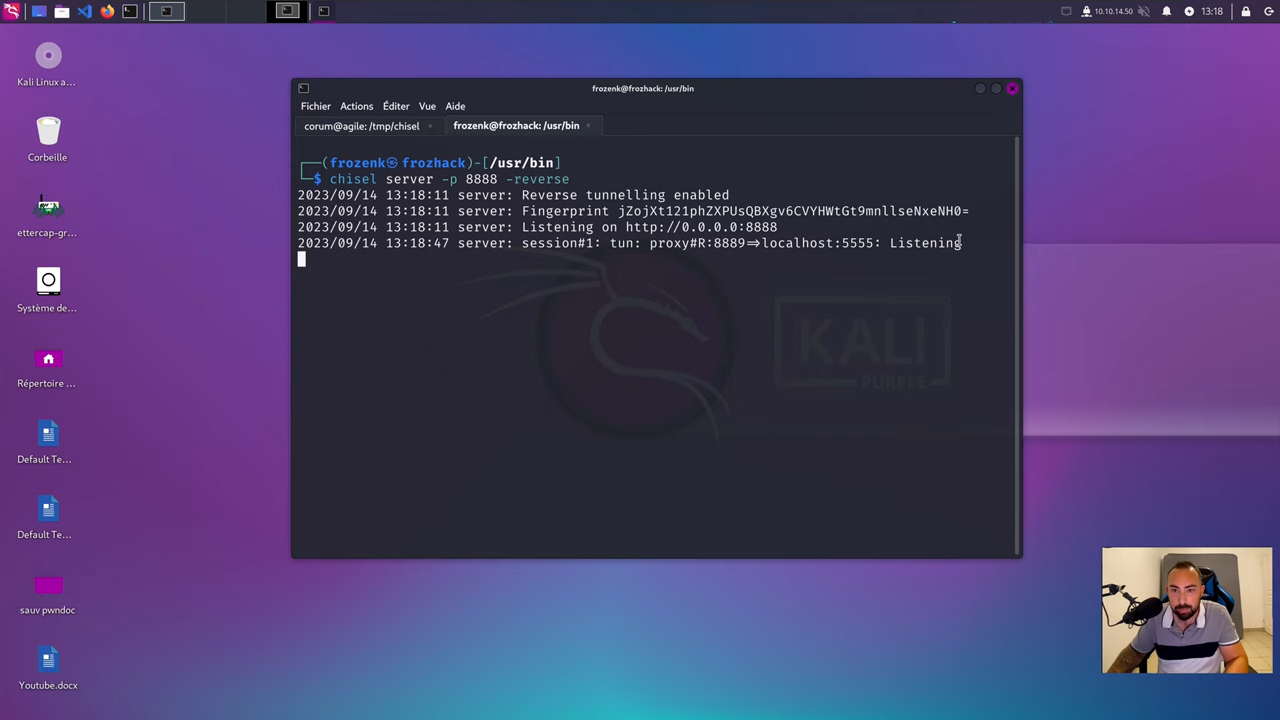 10.10.14.50
13:18
Kali Linux a...
Corbeille
ettercap-gr...
Système de...
Répertoire ...
Default Te...
Default Te...
sauv pwndoc
Youtube.docx
frozenk@frozhack: /usr/bin
Fichier Actions Éditer Vue Aide
corum@agile: /tmp/chisel × frozenk@frozhack: /usr/bin ×
┌──(frozenk㉿frozhack)-[/usr/bin]
└─$ chisel server -p 8888 -reverse
2023/09/14 13:18:11 server: Reverse tunnelling enabled
2023/09/14 13:18:11 server: Fingerprint jZojXt121phZXPUsQBXgv6CVYHWtGt9mnllseNxeNH0=
2023/09/14 13:18:11 server: Listening on http://0.0.0.0:8888
2023/09/14 13:18:47 server: session#1: tun: proxy#R:8889⇒localhost:5555: Listening
KALI
PURPLE